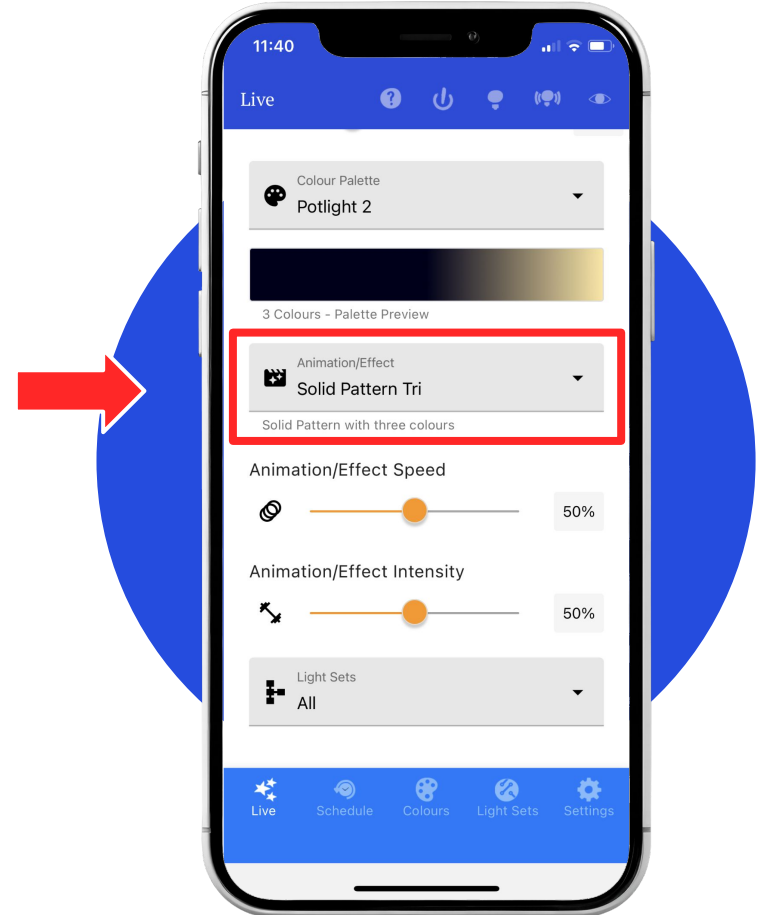 11:40
Live
Colour Palette
Potlight 2
3 Colours - Palette Preview
Animation/Effect
Solid Pattern Tri
Solid Pattern with three colours
Animation/Effect Speed
50%
Animation/Effect Intensity
50%
Light Sets
All
Live Schedule Colours Light Sets Settings